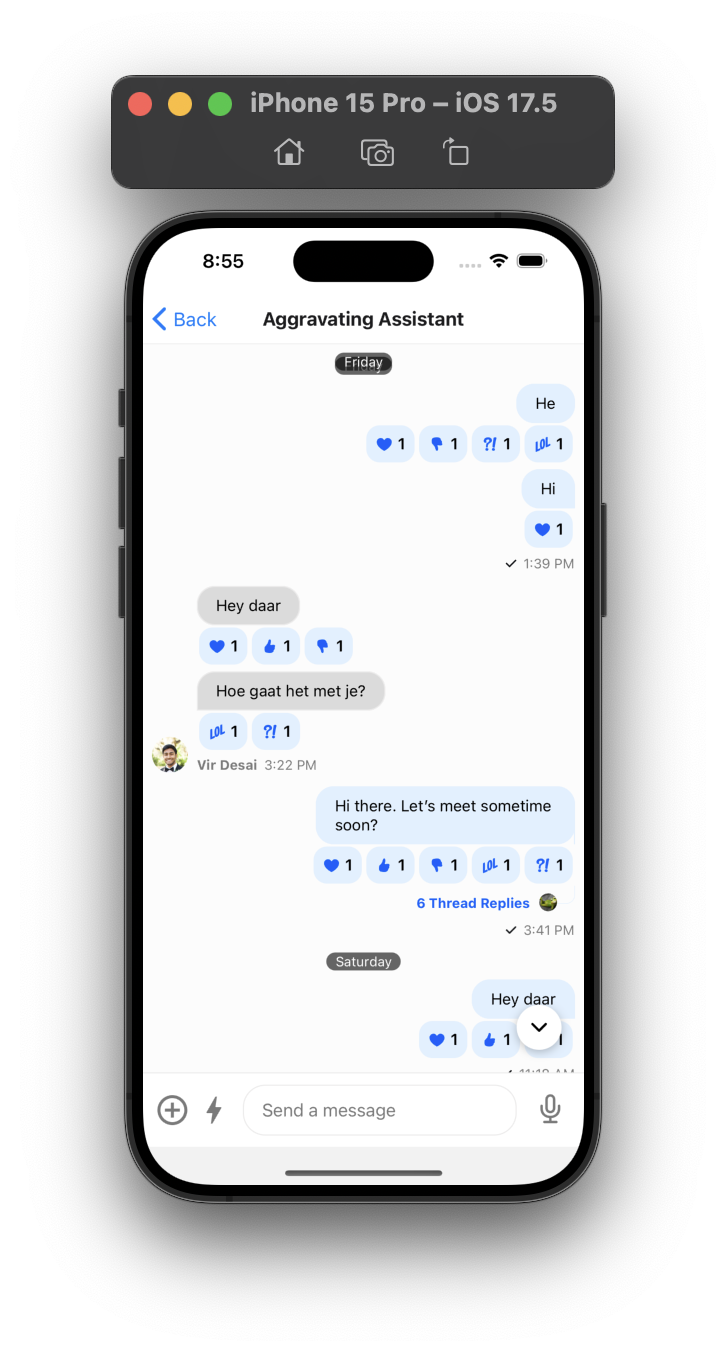 iPhone 15 Pro – iOS 17.5
8:55
Back
Aggravating Assistant
Friday
He
1 1 ?! 1 LOL 1
Hi
1
1:39 PM
Hey daar
1 1 1
Hoe gaat het met je?
LOL 1 ?! 1
Vir Desai 3:22 PM
Hi there. Let’s meet sometime
soon?
1 1 1 LOL 1 ?! 1
6 Thread Replies
3:41 PM
Saturday
Hey daar
1 1 1
Send a message